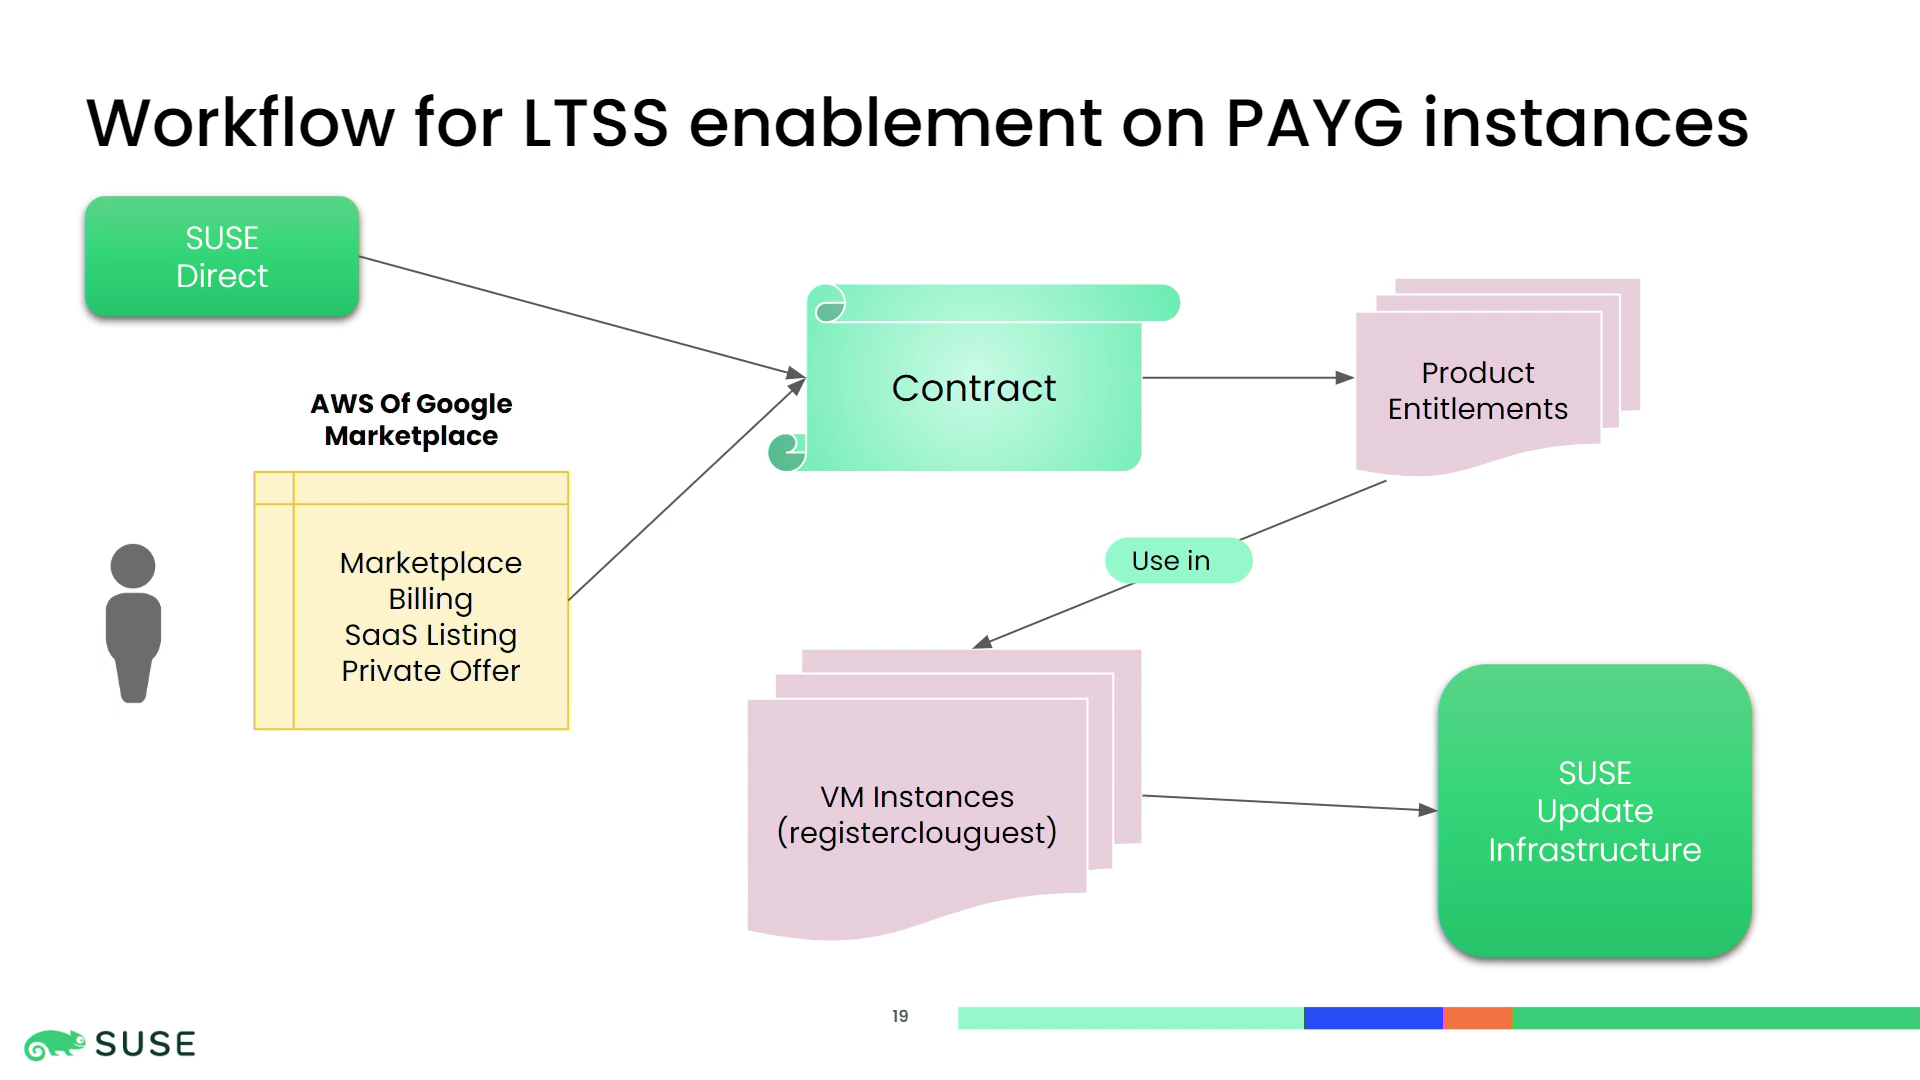 Workflow for LTSS enablement on PAYG instances
SUSE
Direct
AWS Of Google
Marketplace
Marketplace
Billing
SaaS Listing
Private Offer
Contract
Product
Entitlements
Use in
VM Instances
(registerclouguest)
SUSE
Update
Infrastructure
19
SUSE